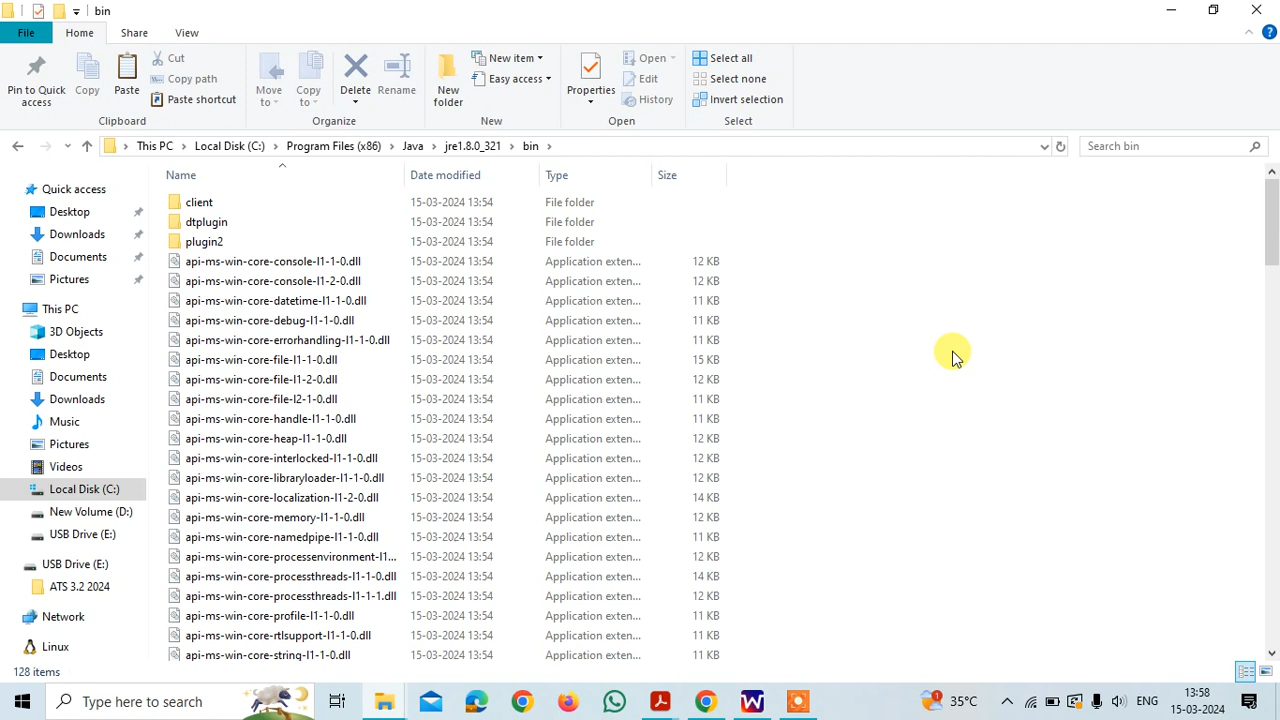 bin
File Home Share View
Pin to Quick access
Copy
Paste
Cut
Copy path
Paste shortcut
Clipboard
Move to
Copy to
Delete
Rename
Organize
New folder
New item
Easy access
New
Properties
Open
Edit
History
Open
Select all
Select none
Invert selection
Select
This PC > Local Disk (C:) > Program Files (x86) > Java > jre1.8.0_321 > bin >
Search bin
Quick access
Desktop
Downloads
Documents
Pictures
This PC
3D Objects
Desktop
Documents
Downloads
Music
Pictures
Videos
Local Disk (C:)
New Volume (D:)
USB Drive (E:)
USB Drive (E:)
ATS 3.2 2024
Network
Linux
Name Date modified Type Size
client 15-03-2024 13:54 File folder
dtplugin 15-03-2024 13:54 File folder
plugin2 15-03-2024 13:54 File folder
api-ms-win-core-console-l1-1-0.dll 15-03-2024 13:54 Application exten... 12 KB
api-ms-win-core-console-l1-2-0.dll 15-03-2024 13:54 Application exten... 12 KB
api-ms-win-core-datetime-l1-1-0.dll 15-03-2024 13:54 Application exten... 11 KB
api-ms-win-core-debug-l1-1-0.dll 15-03-2024 13:54 Application exten... 11 KB
api-ms-win-core-errorhandling-l1-1-0.dll 15-03-2024 13:54 Application exten... 11 KB
api-ms-win-core-file-l1-1-0.dll 15-03-2024 13:54 Application exten... 15 KB
api-ms-win-core-file-l1-2-0.dll 15-03-2024 13:54 Application exten... 12 KB
api-ms-win-core-file-l2-1-0.dll 15-03-2024 13:54 Application exten... 11 KB
api-ms-win-core-handle-l1-1-0.dll 15-03-2024 13:54 Application exten... 11 KB
api-ms-win-core-heap-l1-1-0.dll 15-03-2024 13:54 Application exten... 12 KB
api-ms-win-core-interlocked-l1-1-0.dll 15-03-2024 13:54 Application exten... 12 KB
api-ms-win-core-libraryloader-l1-1-0.dll 15-03-2024 13:54 Application exten... 12 KB
api-ms-win-core-localization-l1-2-0.dll 15-03-2024 13:54 Application exten... 14 KB
api-ms-win-core-memory-l1-1-0.dll 15-03-2024 13:54 Application exten... 12 KB
api-ms-win-core-namedpipe-l1-1-0.dll 15-03-2024 13:54 Application exten... 11 KB
api-ms-win-core-processenvironment-l1... 15-03-2024 13:54 Application exten... 12 KB
api-ms-win-core-processthreads-l1-1-0.dll 15-03-2024 13:54 Application exten... 14 KB
api-ms-win-core-processthreads-l1-1-1.dll 15-03-2024 13:54 Application exten... 12 KB
api-ms-win-core-profile-l1-1-0.dll 15-03-2024 13:54 Application exten... 11 KB
api-ms-win-core-rtlsupport-l1-1-0.dll 15-03-2024 13:54 Application exten... 11 KB
api-ms-win-core-string-l1-1-0.dll 15-03-2024 13:54 Application exten... 11 KB
128 items
Type here to search
35°C
ENG
13:58
15-03-2024